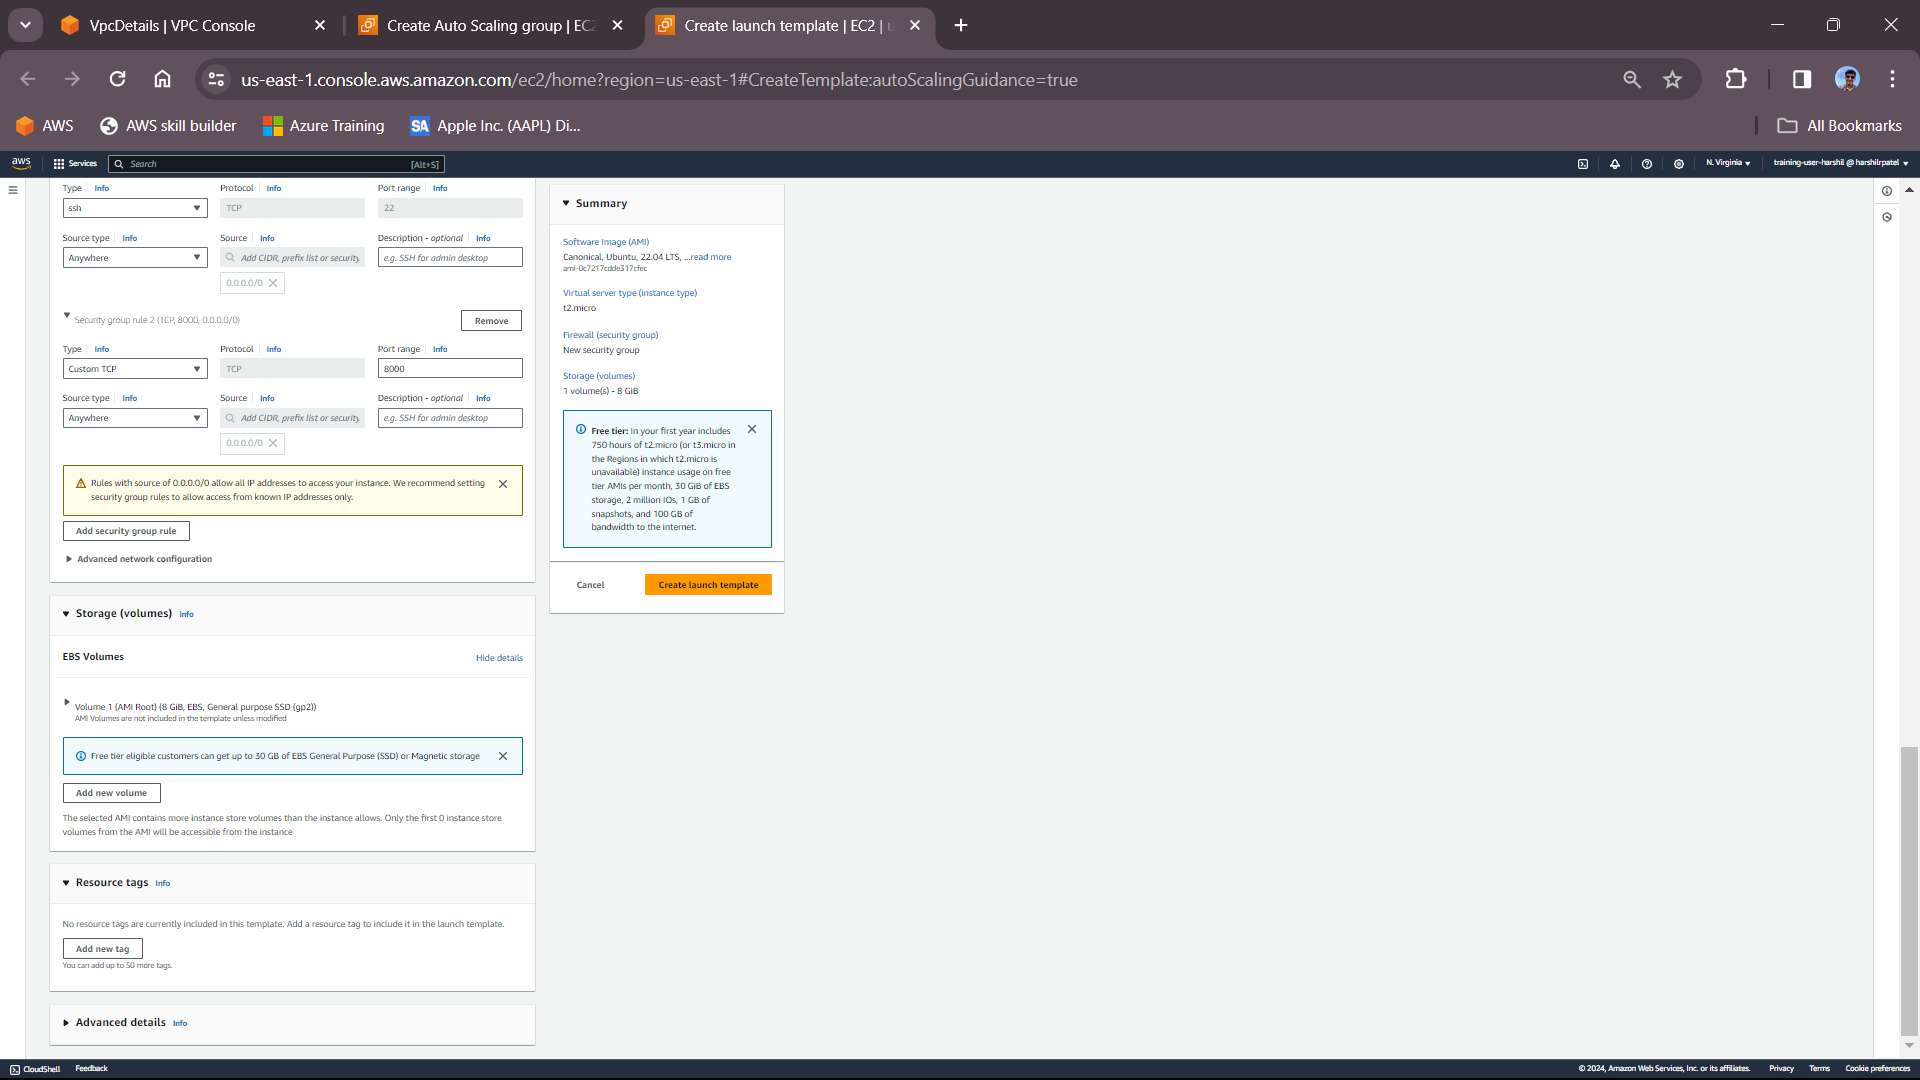 VpcDetails | VPC Console
Create Auto Scaling group | EC2
Create launch template | EC2 | u
us-east-1.console.aws.amazon.com/ec2/home?region=us-east-1#CreateTemplate:autoScalingGuidance=true
AWS
AWS skill builder
Azure Training
SA
Apple Inc. (AAPL) Di...
All Bookmarks
aws
Services
Search
[Alt+S]
N. Virginia
training-user-harshil @ harshilrpatel
Type Info
Protocol Info
Port range Info
ssh
TCP
22
Source type Info
Source Info
Description - optional Info
Anywhere
Add CIDR, prefix list or security
e.g. SSH for admin desktop
0.0.0.0/0
Security group rule 2 (TCP, 8000, 0.0.0.0/0)
Remove
Type Info
Protocol Info
Port range Info
Custom TCP
TCP
8000
Source type Info
Source Info
Description - optional Info
Anywhere
Add CIDR, prefix list or security
e.g. SSH for admin desktop
0.0.0.0/0
Rules with source of 0.0.0.0/0 allow all IP addresses to access your instance. We recommend setting
security group rules to allow access from known IP addresses only.
Add security group rule
Advanced network configuration
Storage (volumes) Info
EBS Volumes
Hide details
Volume 1 (AMI Root) (8 GiB, EBS, General purpose SSD (gp2))
AMI Volumes are not included in the template unless modified
Free tier eligible customers can get up to 30 GB of EBS General Purpose (SSD) or Magnetic storage
Add new volume
The selected AMI contains more instance store volumes than the instance allows. Only the first 0 instance store
volumes from the AMI will be accessible from the instance
Resource tags Info
No resource tags are currently included in this template. Add a resource tag to include it in the launch template.
Add new tag
You can add up to 50 more tags.
Advanced details Info
Summary
Software Image (AMI)
Canonical, Ubuntu, 22.04 LTS, ...read more
ami-0c7217cdde317cfec
Virtual server type (instance type)
t2.micro
Firewall (security group)
New security group
Storage (volumes)
1 volume(s) - 8 GiB
Free tier: In your first year includes
750 hours of t2.micro (or t3.micro in
the Regions in which t2.micro is
unavailable) instance usage on free
tier AMIs per month, 30 GiB of EBS
storage, 2 million IOs, 1 GB of
snapshots, and 100 GB of
bandwidth to the internet.
Cancel
Create launch template
CloudShell
Feedback
© 2024, Amazon Web Services, Inc. or its affiliates.
Privacy
Terms
Cookie preferences